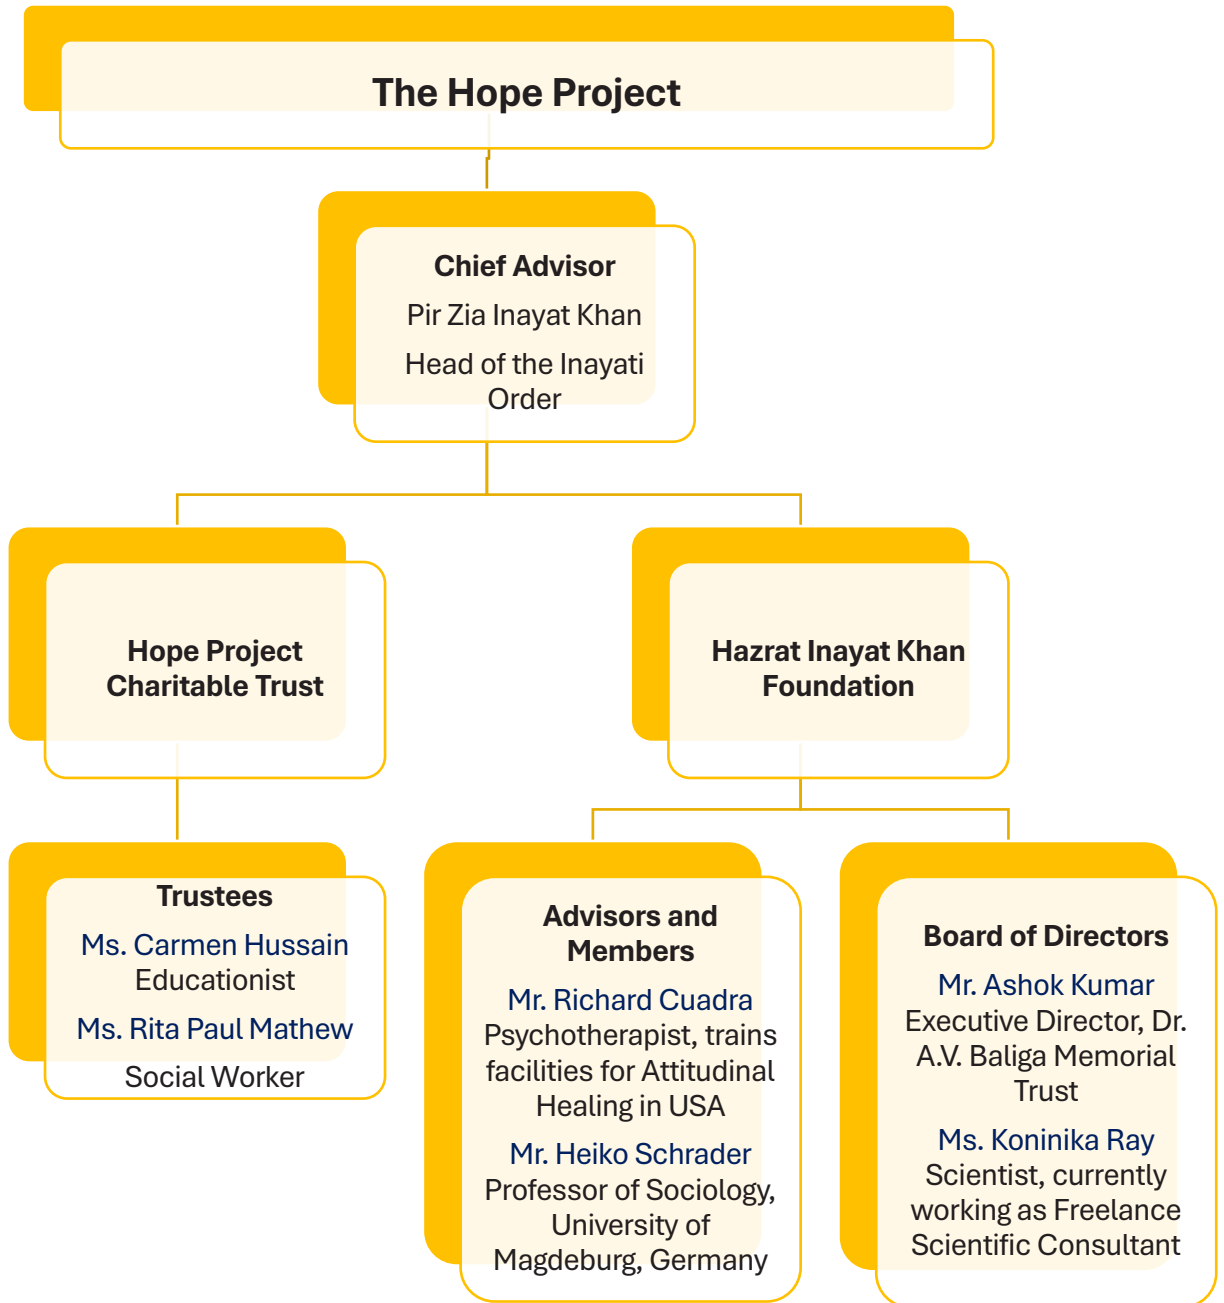 The Hope Project
Chief Advisor
Pir Zia Inayat Khan
Head of the Inayati
Order
Hope Project
Charitable Trust
Hazrat Inayat Khan
Foundation
Trustees
Ms. Carmen Hussain
Educationist
Ms. Rita Paul Mathew
Social Worker
Advisors and
Members
Mr. Richard Cuadra
Psychotherapist, trains
facilities for Attitudinal
Healing in USA
Mr. Heiko Schrader
Professor of Sociology,
University of
Magdeburg, Germany
Board of Directors
Mr. Ashok Kumar
Executive Director, Dr.
A.V. Baliga Memorial
Trust
Ms. Koninika Ray
Scientist, currently
working as Freelance
Scientific Consultant